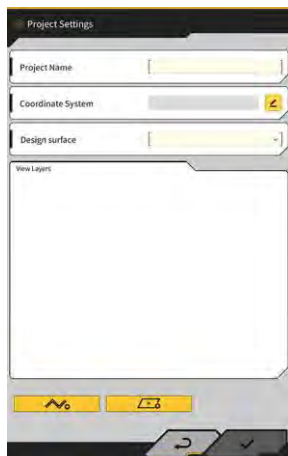 Project Settings
Project Name
Coordinate System
Design surface
View Layers